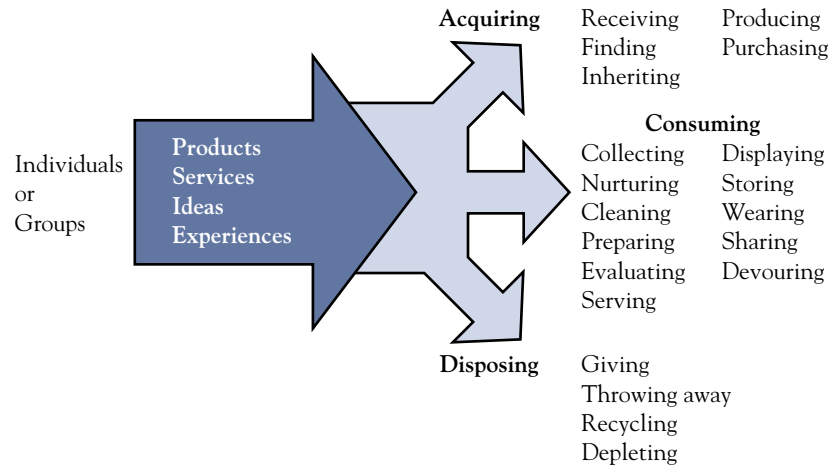 Individuals
or
Groups
Products
Services
Ideas
Experiences
Acquiring
Receiving Producing
Finding Purchasing
Inheriting
Consuming
Collecting Displaying
Nurturing Storing
Cleaning Wearing
Preparing Sharing
Evaluating Devouring
Serving
Disposing
Giving
Throwing away
Recycling
Depleting